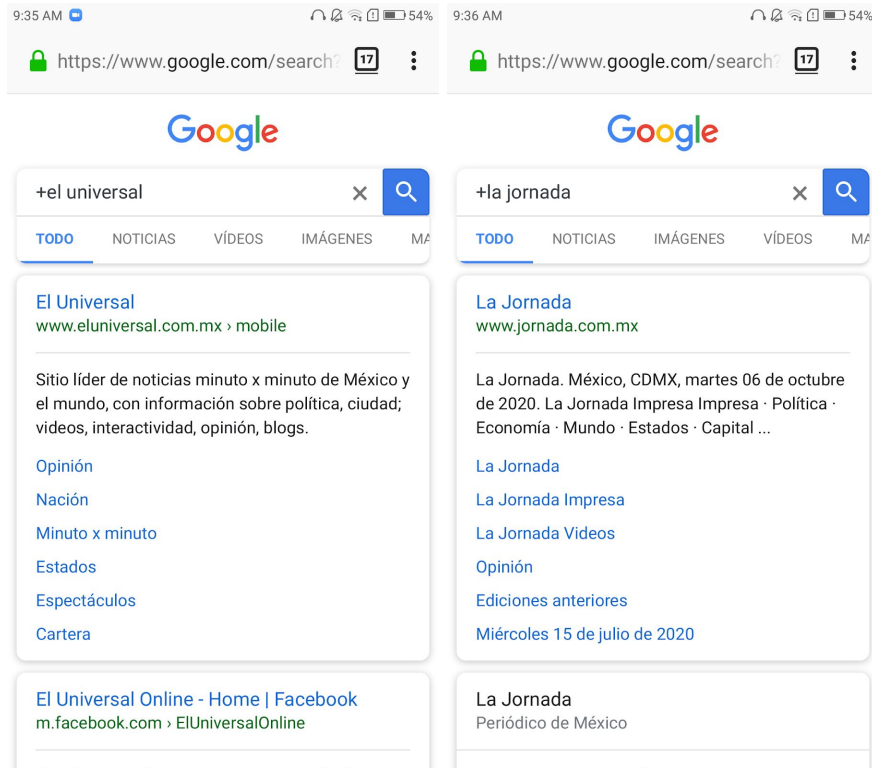 9:35 AM
54%
https://www.google.com/search?
17
Google
+el universal
TODO NOTICIAS VÍDEOS IMÁGENES MA
El Universal
www.eluniversal.com.mx › mobile
Sitio líder de noticias minuto x minuto de México y
el mundo, con información sobre política, ciudad;
videos, interactividad, opinión, blogs.
Opinión
Nación
Minuto x minuto
Estados
Espectáculos
Cartera
El Universal Online - Home | Facebook
m.facebook.com › ElUniversalOnline
9:36 AM
54%
https://www.google.com/search?
17
Google
+la jornada
TODO NOTICIAS IMÁGENES VÍDEOS MA
La Jornada
www.jornada.com.mx
La Jornada. México, CDMX, martes 06 de octubre
de 2020. La Jornada Impresa Impresa · Política ·
Economía · Mundo · Estados · Capital ...
La Jornada
La Jornada Impresa
La Jornada Videos
Opinión
Ediciones anteriores
Miércoles 15 de julio de 2020
La Jornada
Periódico de México